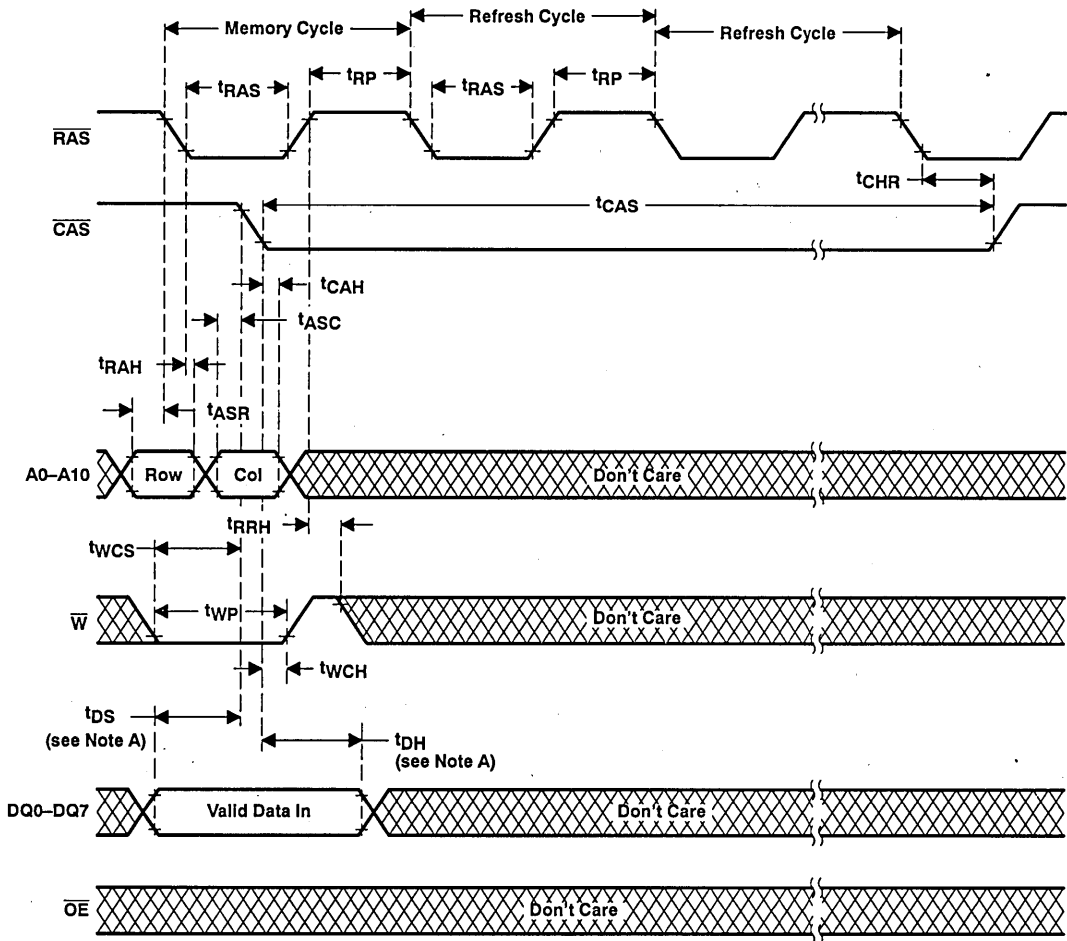 Memory Cycle
Refresh Cycle
Refresh Cycle
tRAS
tRP
tRAS
tRP
RAS
tCHR
tCAS
CAS
tCAH
tASC
tRAH
tASR
A0–A10
Row
Col
Don't Care
tRRH
tWCS
tWP
W
Don't Care
tWCH
tDS
(see Note A)
tDH
(see Note A)
DQ0–DQ7
Valid Data In
Don't Care
OE
Don't Care